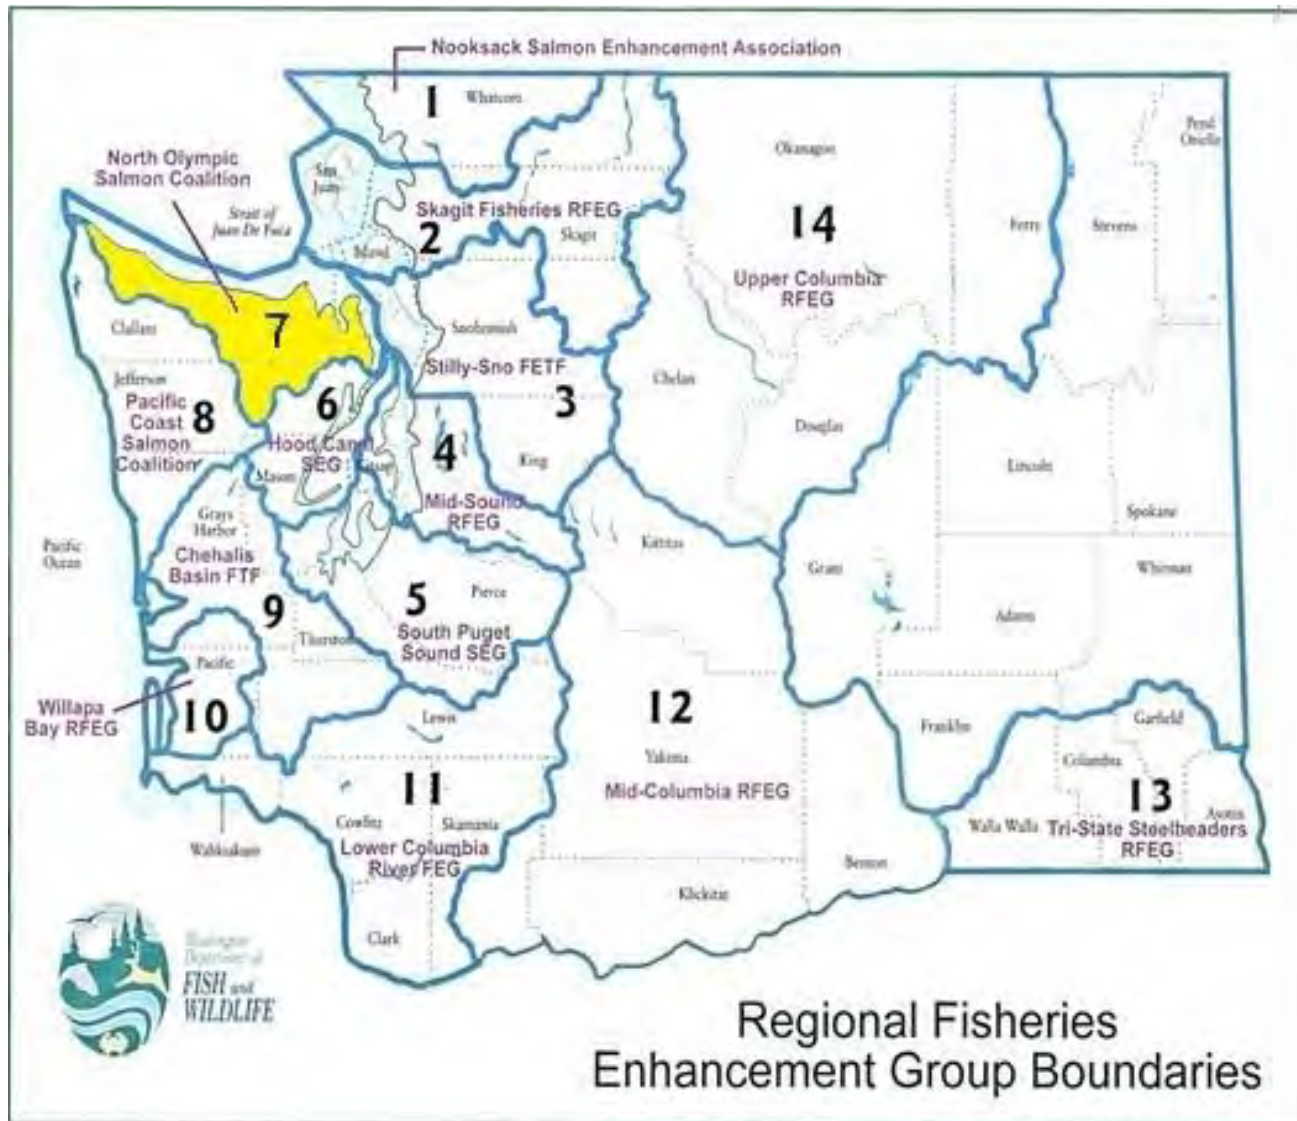 Nooksack Salmon Enhancement Association
1
Whatcom
North Olympic
Salmon Coalition
San
Juan
Strait of
Juan De Fuca
Skagit Fisheries RFEG
2
Skagit
Island
Okanagon
14
Upper Columbia
RFEG
Ferry
Stevens
Pend
Oreille
Clallam
7
Snohomish
Stilly-Sno FETF
3
Chelan
Douglas
Jefferson
Pacific
Coast
Salmon
Coalition
8
6
Hood Canal
SEG
Mason
Kitsap
4
Mid-Sound
RFEG
King
Lincoln
Spokane
Grays
Harbor
Chehalis
Basin FTF
9
Pacific
Ocean
Kittitas
Grant
Adams
Whitman
5
Pierce
South Puget
Sound SEG
Thurston
Pacific
10
Willapa
Bay RFEG
Lewis
12
Yakima
Mid-Columbia RFEG
Franklin
Garfield
Columbia
13
Asotin
Walla Walla
Tri-State Steelheaders
RFEG
11
Cowlitz
Skamania
Lower Columbia
River FEG
Wahkiakum
Benton
Klickitat
Clark
Washington
Department of
FISH and
WILDLIFE
Regional Fisheries
Enhancement Group Boundaries